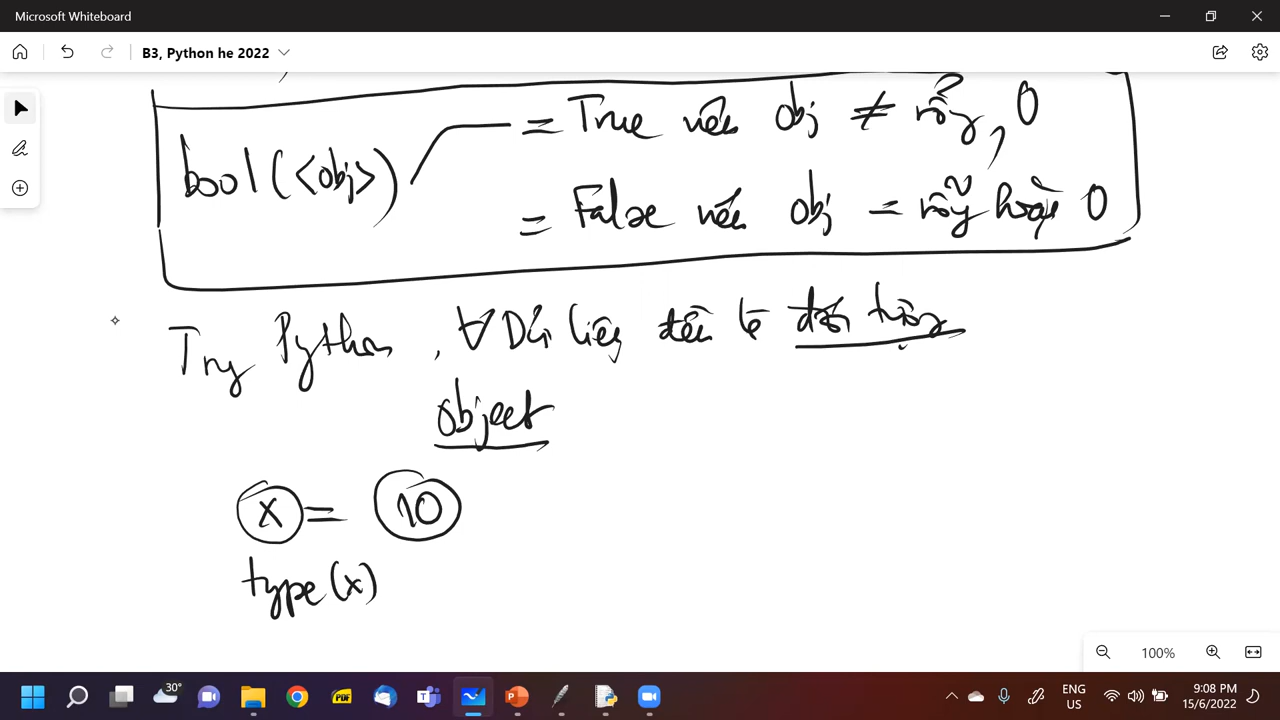 Microsoft Whiteboard
B3, Python he 2022
bool(<obj>)
= True nếu obj ≠ rỗng, 0
= False nếu obj = rỗng hoặc 0
Trg Python, ∀ Dữ liệu đều là đối tượng
object
x = 10
type(x)
100%
30°
PDF
ENG
US
9:08 PM
15/6/2022